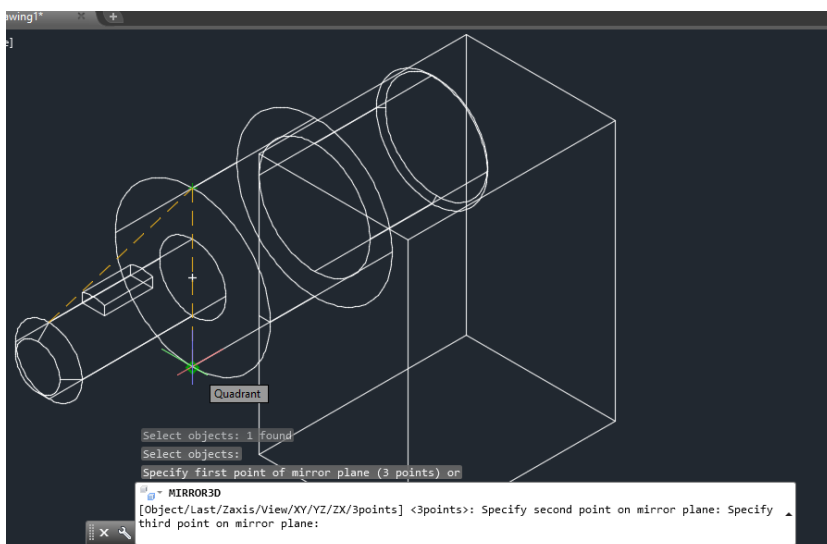 awing1*
e]
Quadrant
Select objects: 1 found
Select objects:
Specify first point of mirror plane (3 points) or
MIRROR3D
[Object/Last/Zaxis/View/XY/YZ/ZX/3points] <3points>: Specify second point on mirror plane: Specify
third point on mirror plane: